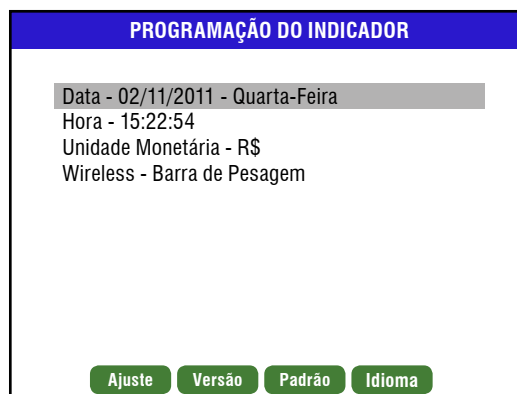 PROGRAMAÇÃO DO INDICADOR
Data - 02/11/2011 - Quarta-Feira
Hora - 15:22:54
Unidade Monetária - R$
Wireless - Barra de Pesagem
Ajuste Versão Padrão Idioma